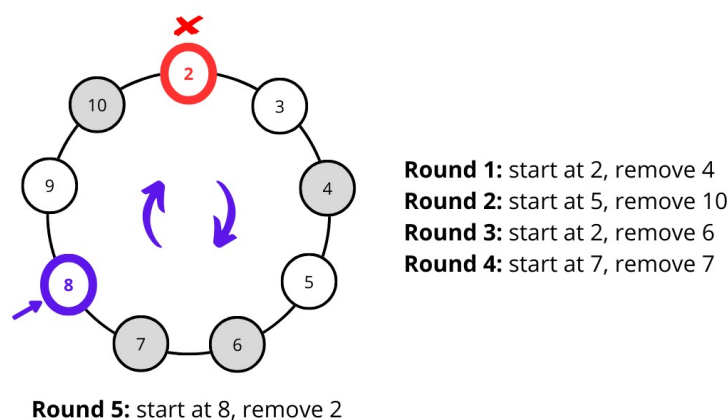 2
3
4
5
6
7
8
9
10
Round 1: start at 2, remove 4
Round 2: start at 5, remove 10
Round 3: start at 2, remove 6
Round 4: start at 7, remove 7
Round 5: start at 8, remove 2